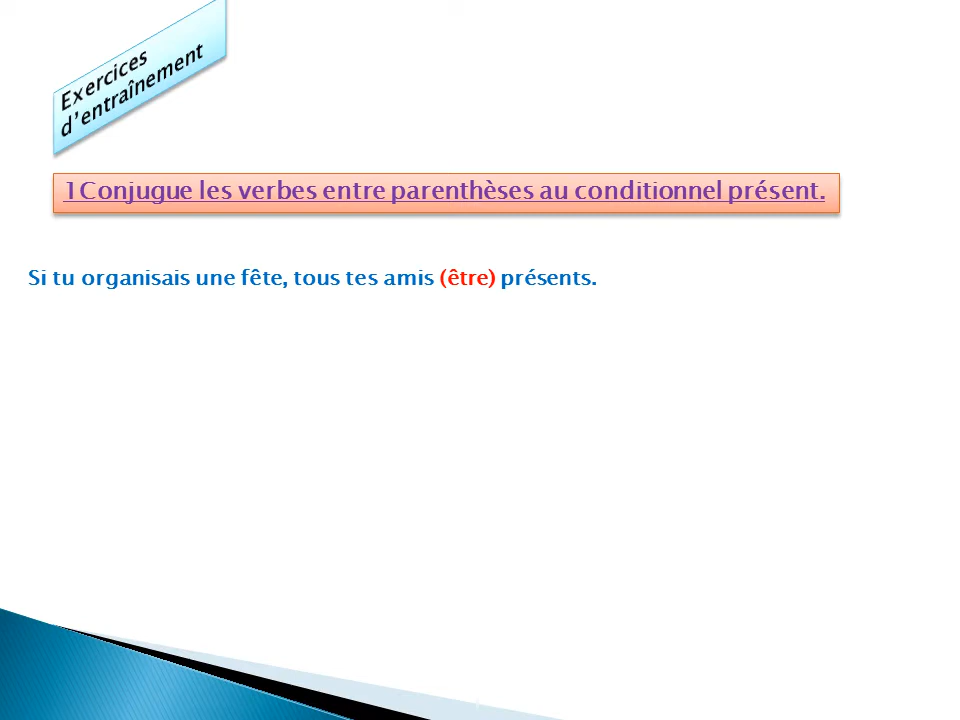 Exercices
d'entraînement
1Conjugue les verbes entre parenthèses au conditionnel présent.
Si tu organisais une fête, tous tes amis (être) présents.